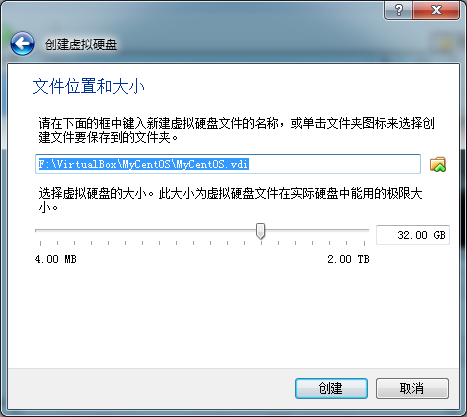 创建虚拟硬盘
文件位置和大小
请在下面的框中键入新建虚拟硬盘文件的名称，或单击文件夹图标来选择创
建文件要保存到的文件夹。
F:\VirtualBox\MyCentOS\MyCentOS.vdi
选择虚拟硬盘的大小。此大小为虚拟硬盘文件在实际硬盘中能用的极限大
小。
32.00 GB
4.00 MB
2.00 TB
创建
取消